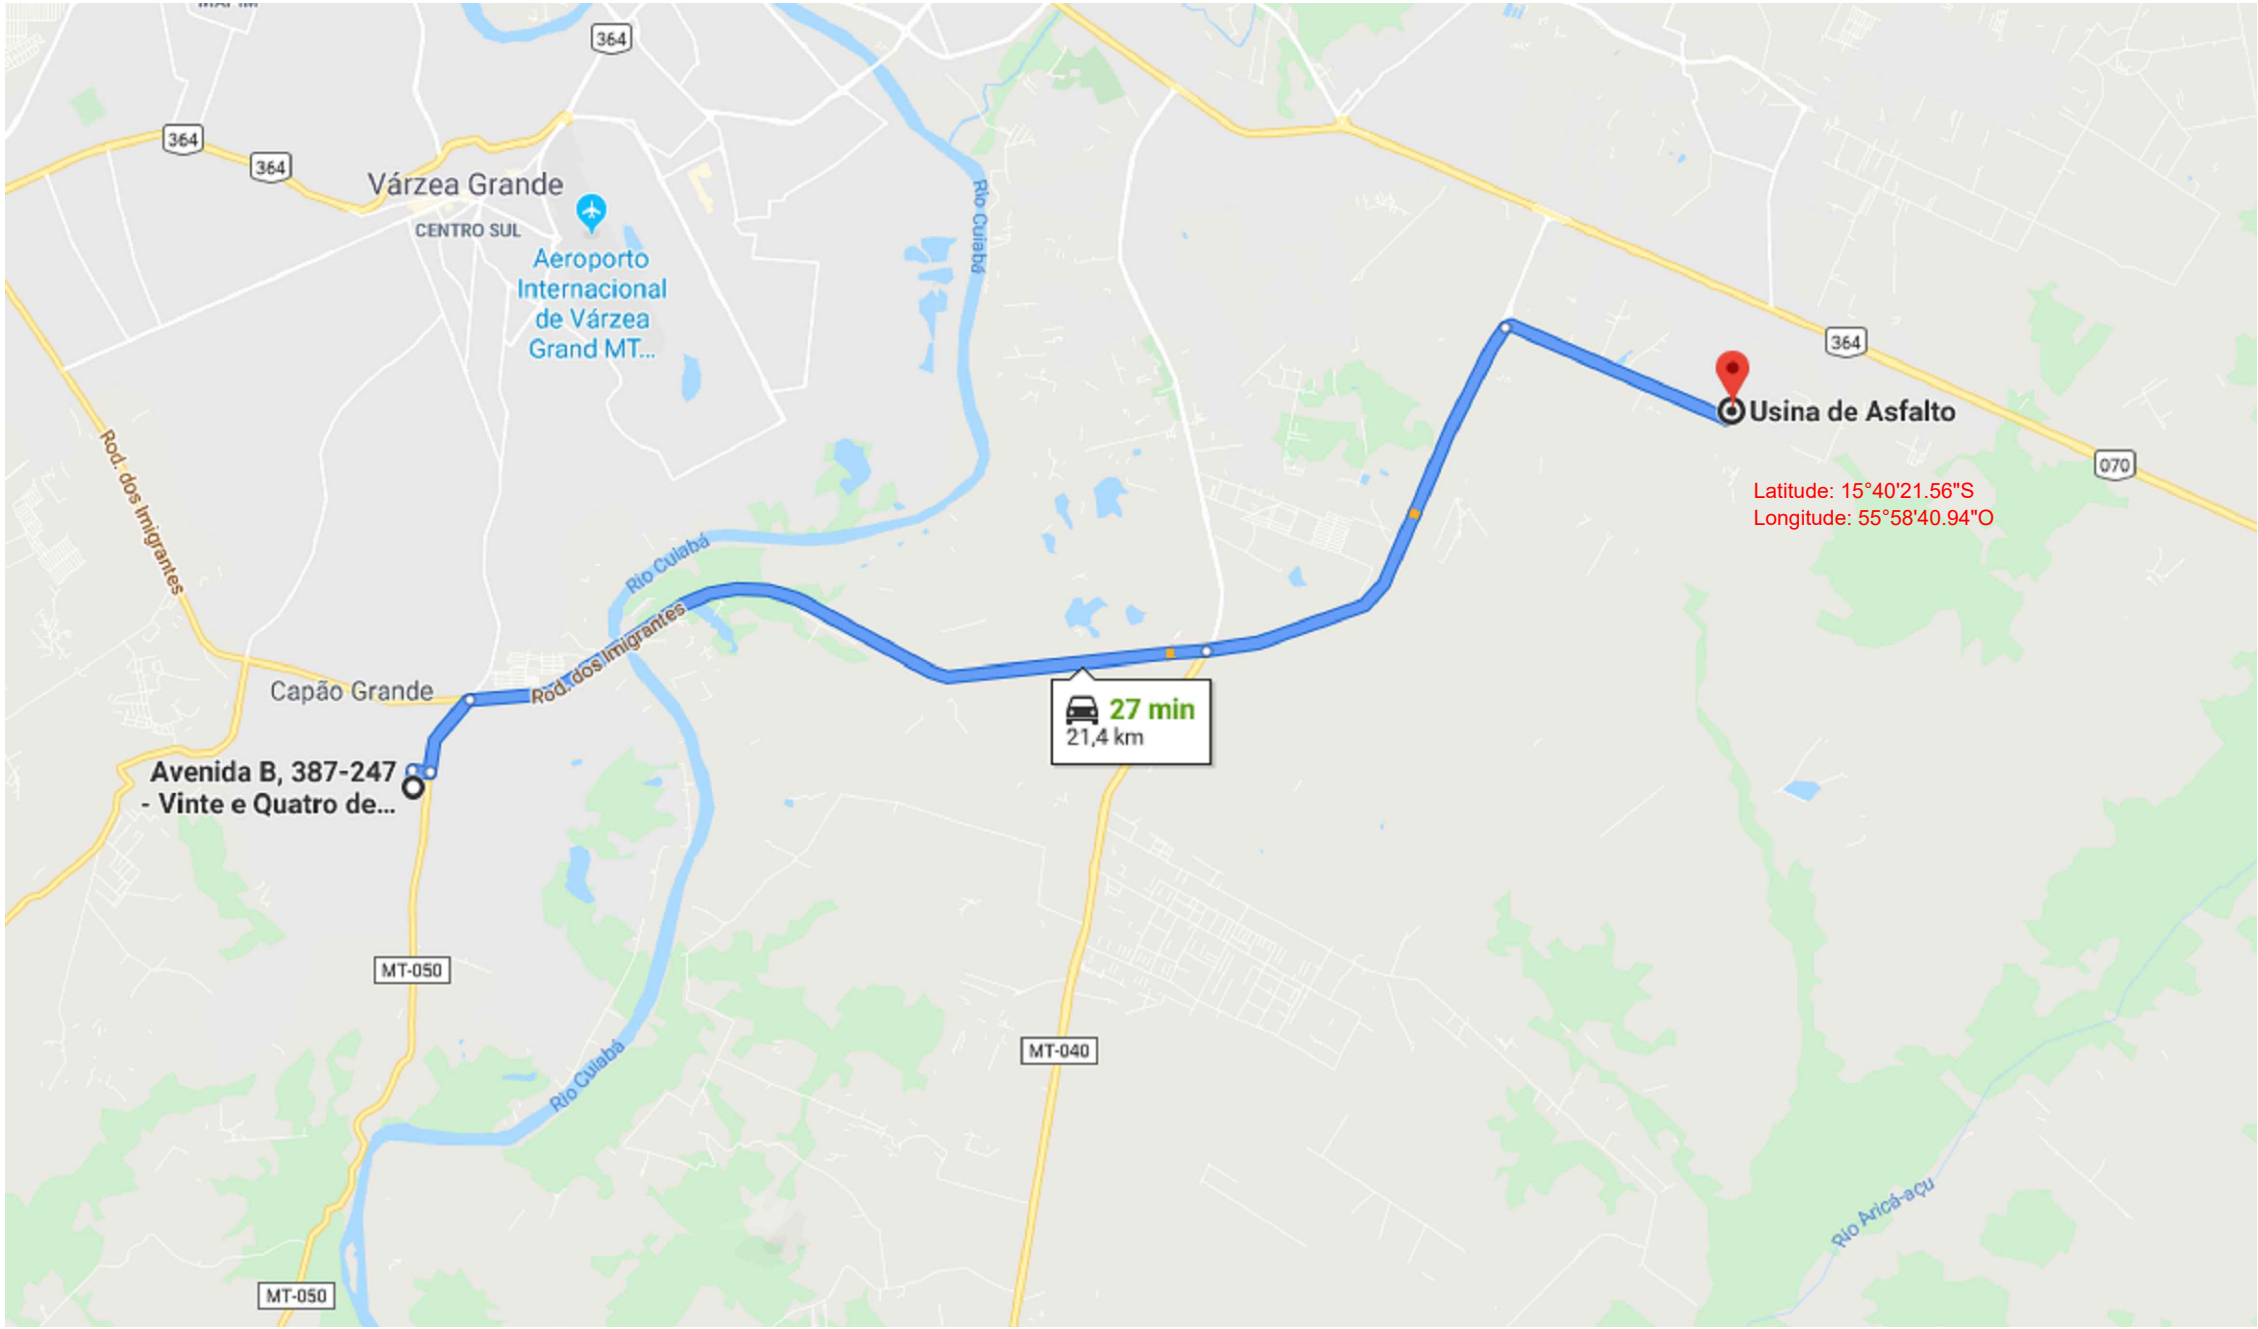 364
364
364
Várzea Grande
CENTRO SUL
Aeroporto
Internacional
de Várzea
Grand MT...
Rio Cuiabá
364
Usina de Asfalto
070
Latitude: 15°40'21.56"S
Longitude: 55°58'40.94"O
Rod. dos Imigrantes
Rio Cuiabá
Rod. dos Imigrantes
Capão Grande
27 min
21,4 km
Avenida B, 387-247
- Vinte e Quatro de...
MT-050
MT-040
Rio Cuiabá
Rio Aricá-açu
MT-050